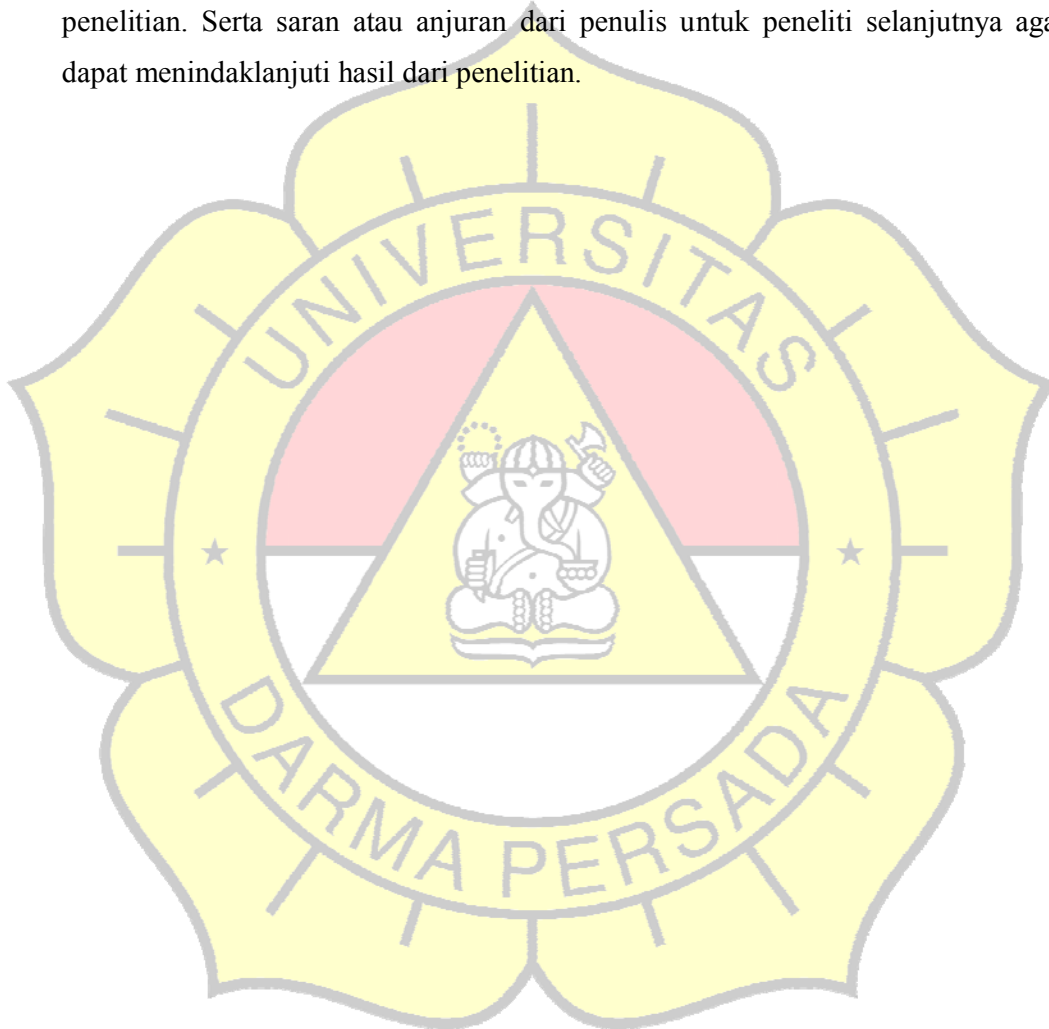 penelitian. Serta saran atau anjuran dari penulis untuk peneliti selanjutnya aga
dapat menindaklanjuti hasil dari penelitian.
UNIVERSITAS
DARMA PERSADA